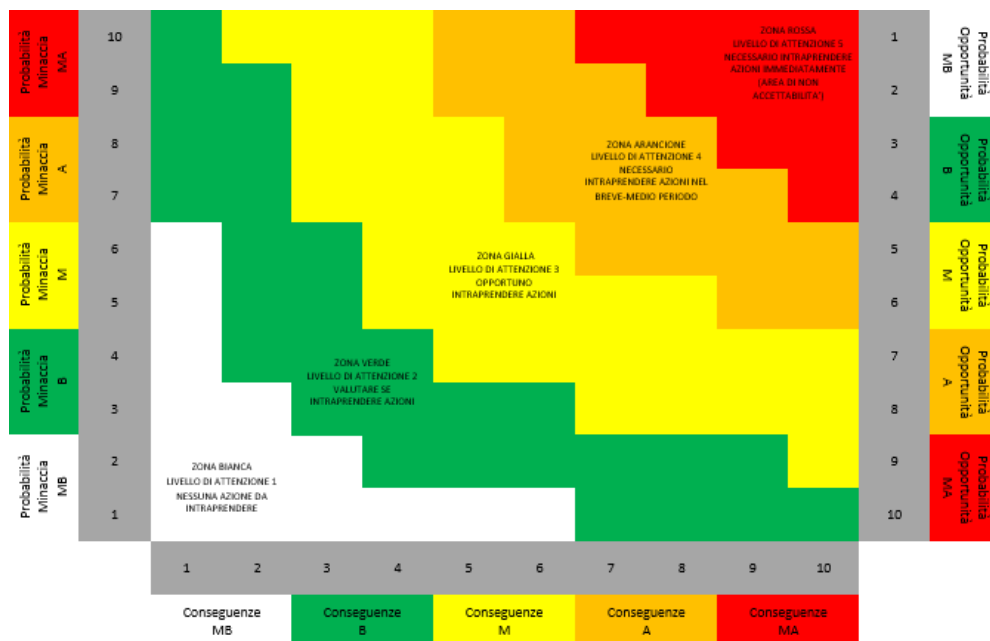 Probabilità
Minaccia
MA
10
9
ZONA ROSSA
LIVELLO DI ATTENZIONE 5
NECESSARIO INTRAPRENDERE
AZIONI IMMEDIATAMENTE
(AREA DI NON
ACCETTABILITA')
1
2
Probabilità
Opportunità
MB
Probabilità
Minaccia
A
8
7
ZONA ARANCIONE
LIVELLO DI ATTENZIONE 4
NECESSARIO
INTRAPRENDERE AZIONI NEL
BREVE-MEDIO PERIODO
3
4
Probabilità
Opportunità
B
Probabilità
Minaccia
M
6
5
ZONA GIALLA
LIVELLO DI ATTENZIONE 3
OPPORTUNO
INTRAPRENDERE AZIONI
5
6
Probabilità
Opportunità
M
Probabilità
Minaccia
B
4
3
ZONA VERDE
LIVELLO DI ATTENZIONE 2
VALUTARE SE
INTRAPRENDERE AZIONI
7
8
Probabilità
Opportunità
A
Probabilità
Minaccia
MB
2
1
ZONA BIANCA
LIVELLO DI ATTENZIONE 1
NESSUNA AZIONE DA
INTRAPRENDERE
9
10
Probabilità
Opportunità
MA
1 2 3 4 5 6 7 8 9 10
Conseguenze
MB
Conseguenze
B
Conseguenze
M
Conseguenze
A
Conseguenze
MA